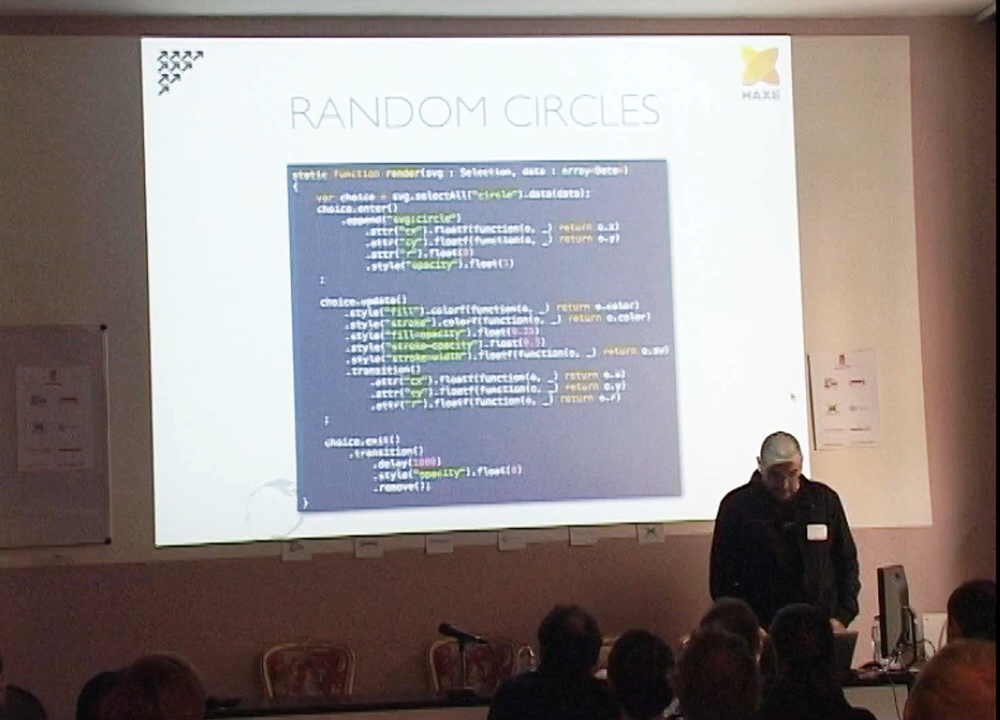 HAXE
RANDOM CIRCLES
static function render(svg : Selection, data : Array<Data>)
{
var choice = svg.selectAll("circle").data(data);
choice.enter()
.append("svg:circle")
.attr("cx").floatf(function(o, _) return o.x)
.attr("cy").floatf(function(o, _) return o.y)
.attr("r").float(0)
.style("opacity").float(1)
;
choice.update()
.style("fill").colorf(function(o, _) return o.color)
.style("stroke").colorf(function(o, _) return o.color)
.style("fill-opacity").float(0.25)
.style("stroke-opacity").float(0.5)
.style("stroke-width").floatf(function(o, _) return o.sw)
.transition()
.attr("cx").floatf(function(o, _) return o.x)
.attr("cy").floatf(function(o, _) return o.y)
.attr("r").floatf(function(o, _) return o.r)
;
choice.exit()
.transition()
.delay(1000)
.style("opacity").float(0)
.remove();
}